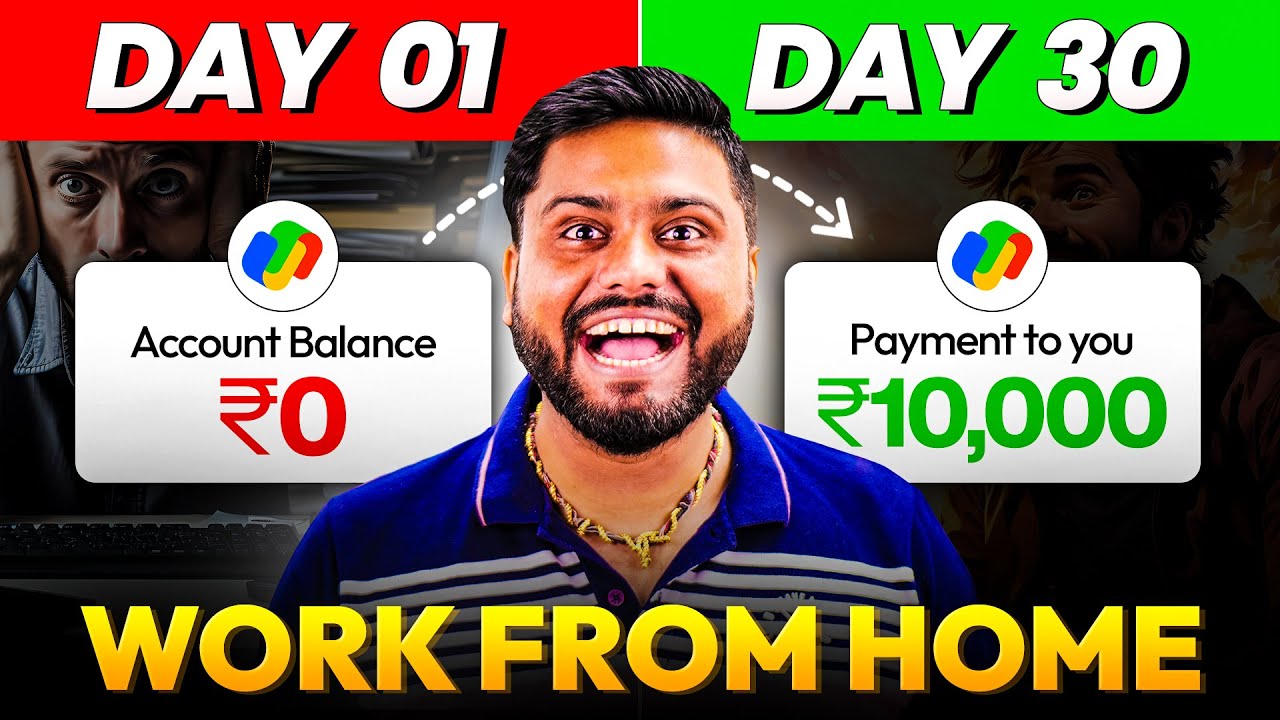 DAY 01
DAY 30
Account Balance
₹0
Payment to you
₹10,000
WORK FROM HOME